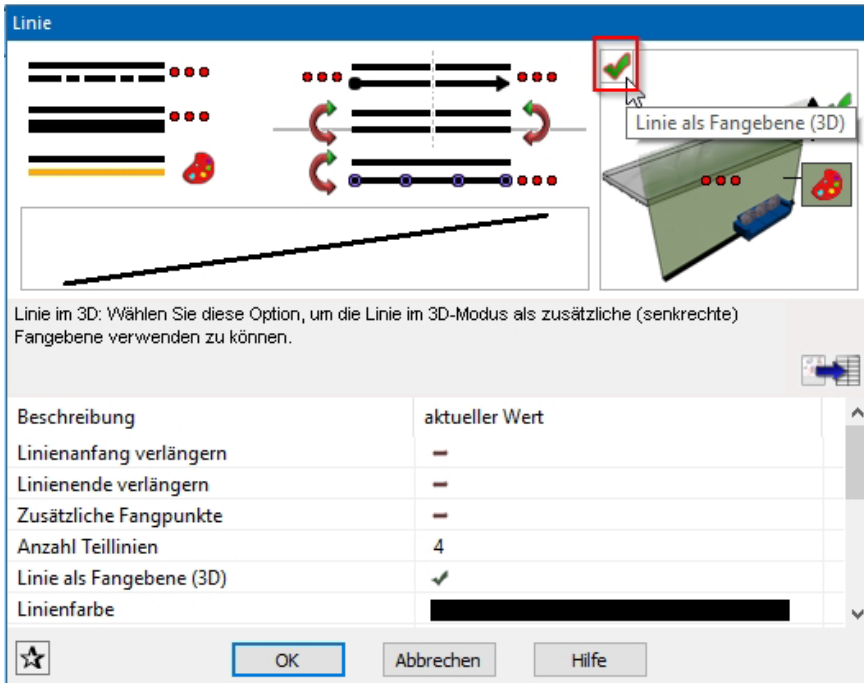 Linie
Linie als Fangebene (3D)
Linie im 3D: Wählen Sie diese Option, um die Linie im 3D-Modus als zusätzliche (senkrechte)
Fangebene verwenden zu können.
Beschreibung aktueller Wert
Linienanfang verlängern
Linienende verlängern
Zusätzliche Fangpunkte
Anzahl Teillinien 4
Linie als Fangebene (3D)
Linienfarbe
OK Abbrechen Hilfe